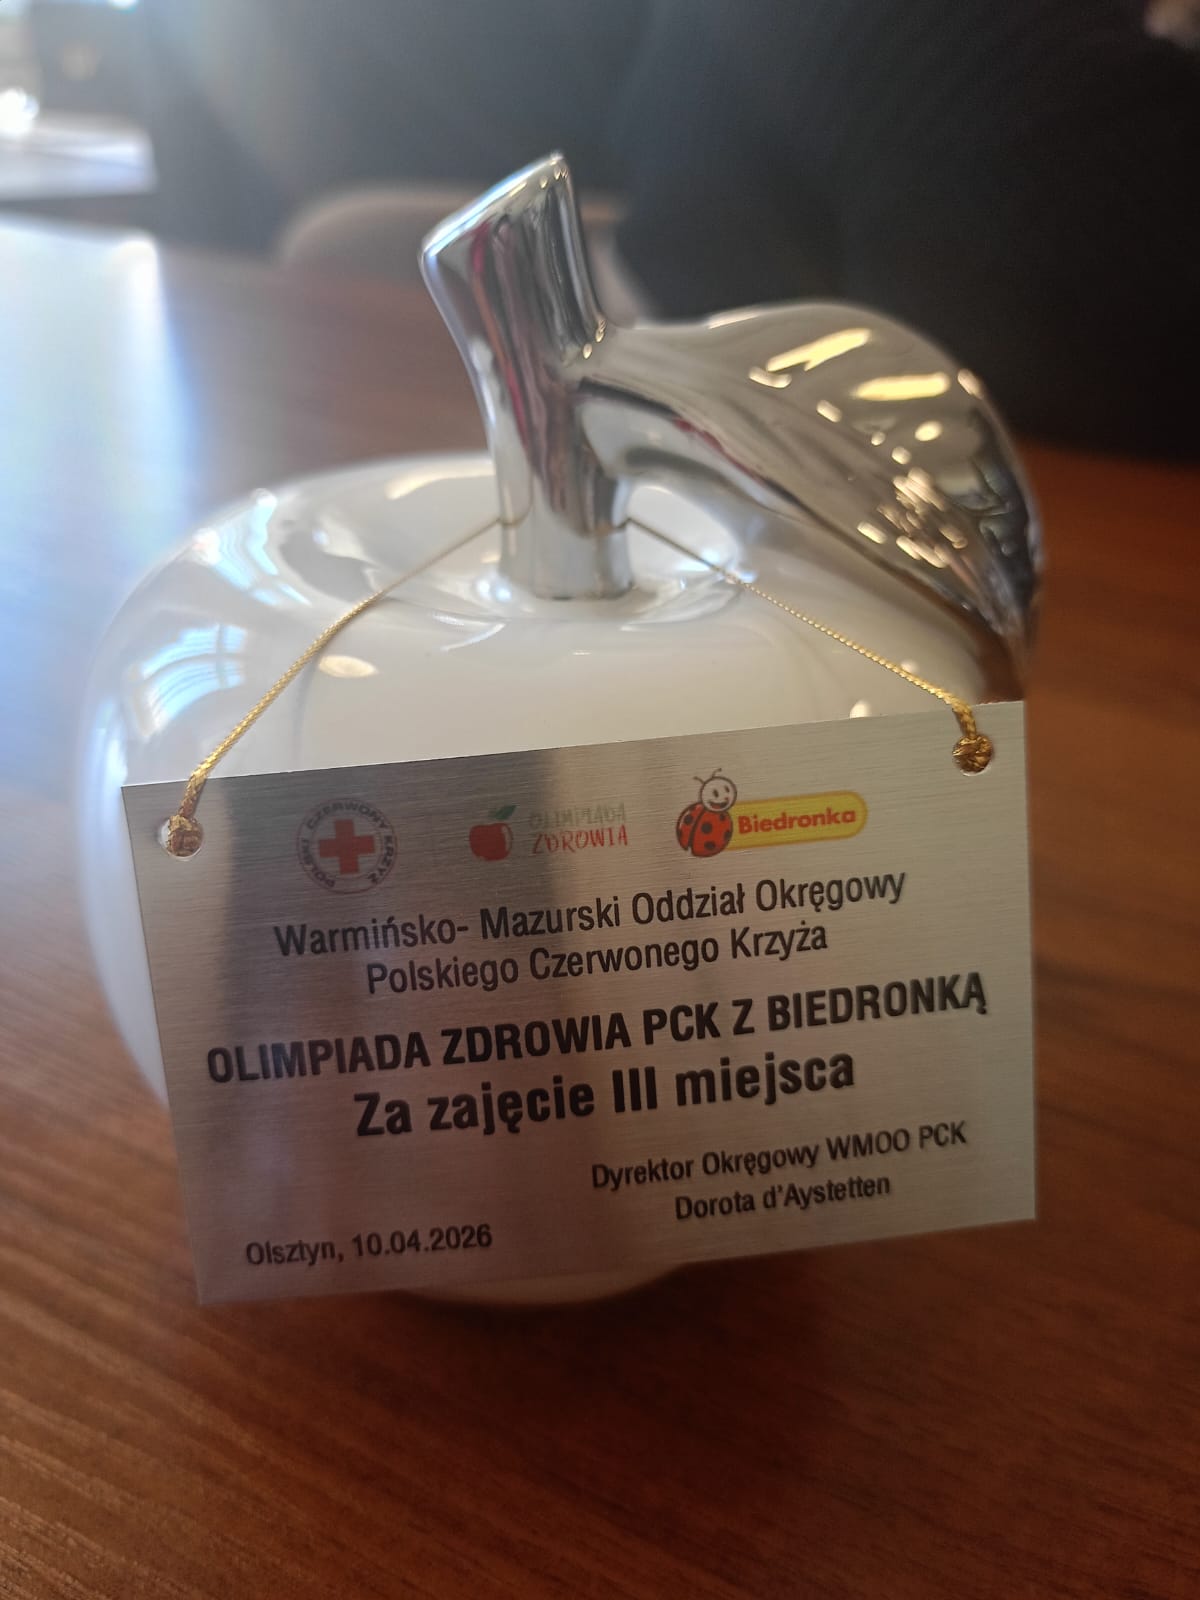 POLSKI CZERWONY KRZYŻ
OLIMPIADA
ZDROWIA
Biedronka
Warmińsko- Mazurski Oddział Okręgowy
Polskiego Czerwonego Krzyża
OLIMPIADA ZDROWIA PCK Z BIEDRONKĄ
Za zajęcie III miejsca
Dyrektor Okręgowy WMOO PCK
Dorota d'Aystetten
Olsztyn, 10.04.2026